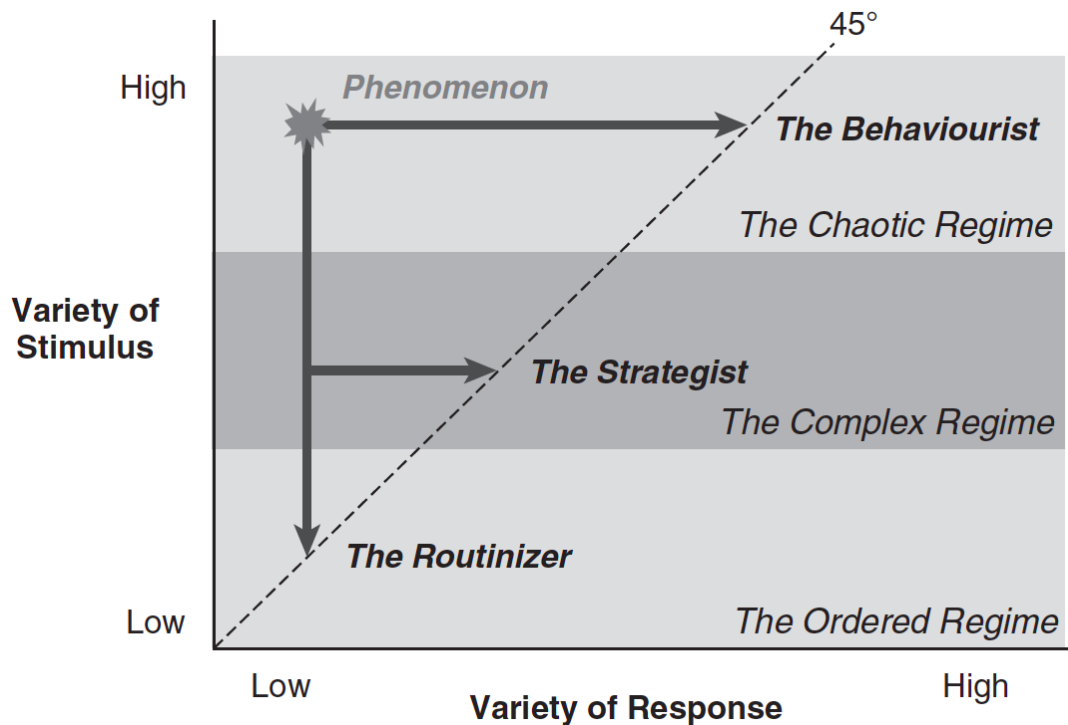 45°
High
Phenomenon
The Behaviourist
The Chaotic Regime
Variety of
Stimulus
The Strategist
The Complex Regime
The Routinizer
Low
The Ordered Regime
Low
High
Variety of Response